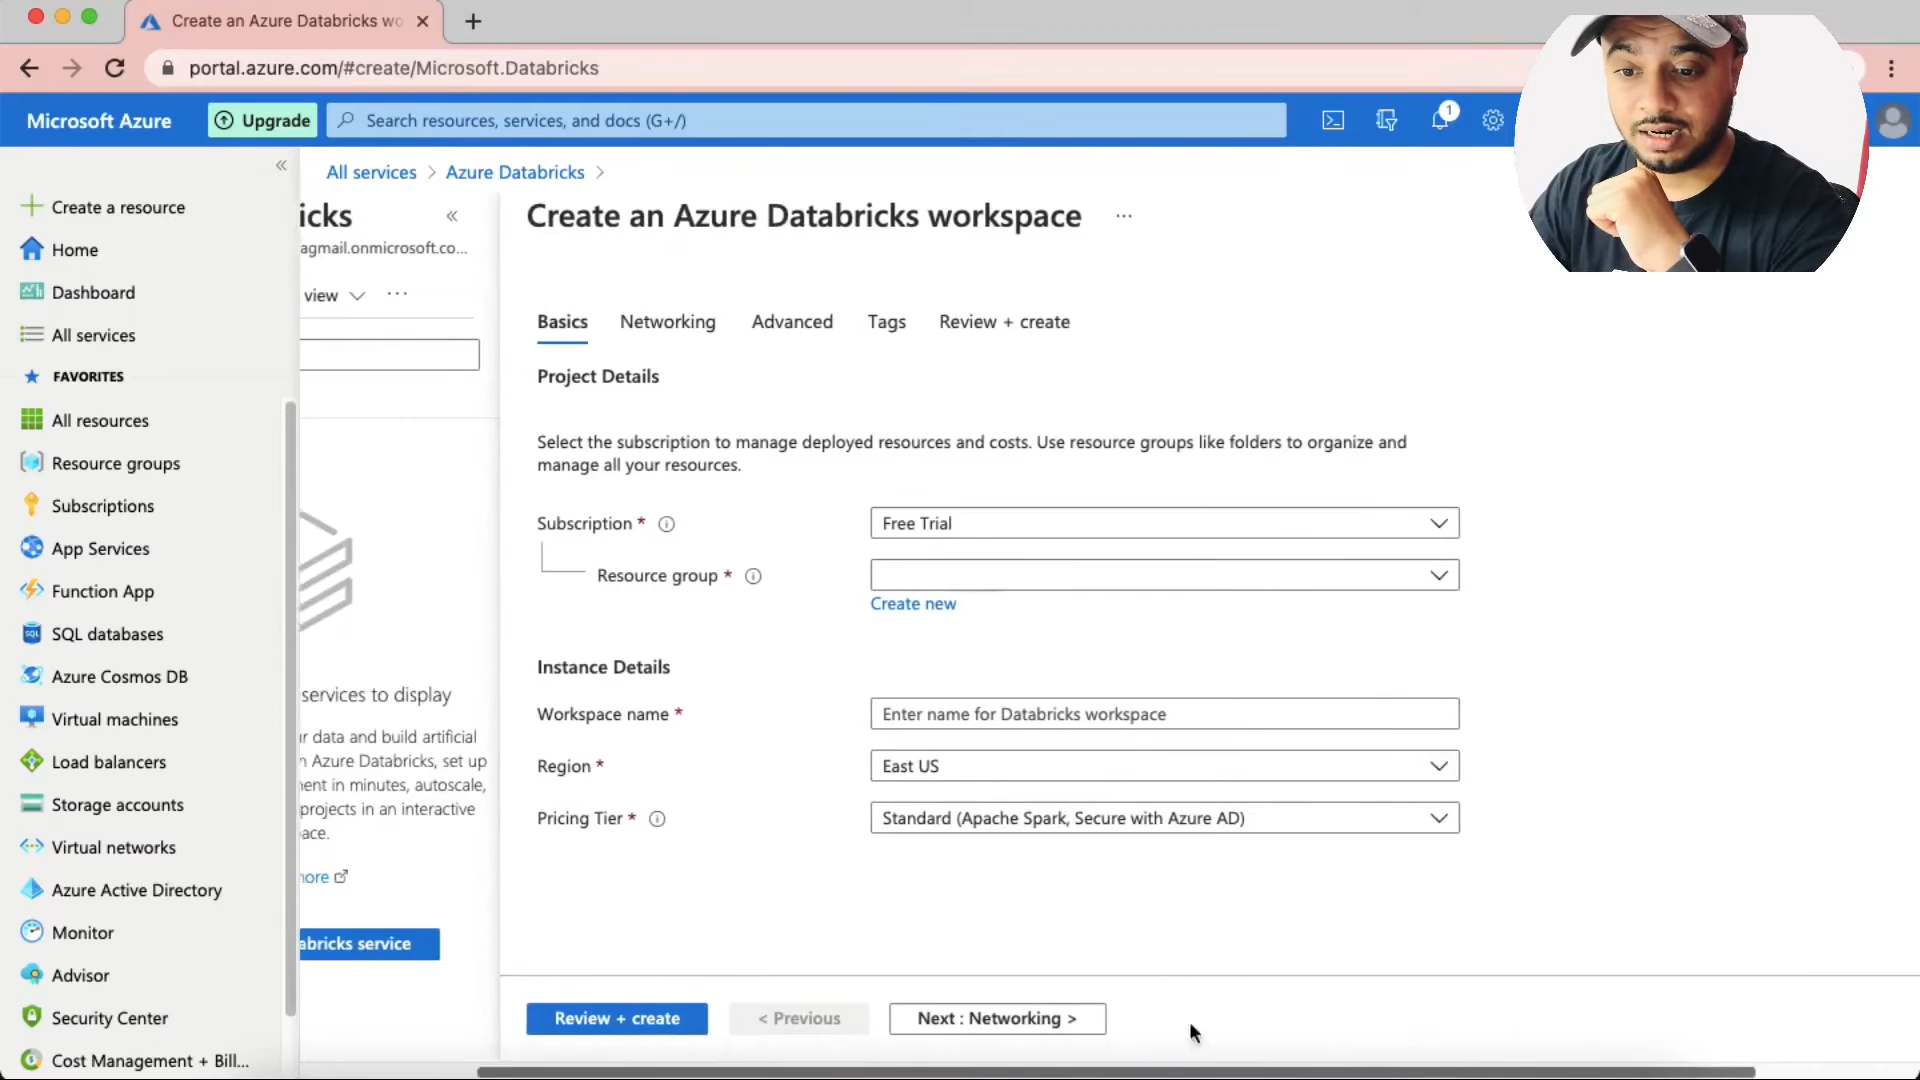 Create an Azure Databricks wo
portal.azure.com/#create/Microsoft.Databricks
Microsoft Azure
Upgrade
Search resources, services, and docs (G+/)
1
All services > Azure Databricks >
Create a resource
Home
Dashboard
All services
FAVORITES
All resources
Resource groups
Subscriptions
App Services
Function App
SQL databases
Azure Cosmos DB
Virtual machines
Load balancers
Storage accounts
Virtual networks
Azure Active Directory
Monitor
Advisor
Security Center
Cost Management + Bill...
icks
agmail.onmicrosoft.co...
view
services to display
r data and build artificial
n Azure Databricks, set up
ent in minutes, autoscale,
projects in an interactive
ace.
ore
abricks service
Create an Azure Databricks workspace
Basics
Networking
Advanced
Tags
Review + create
Project Details
Select the subscription to manage deployed resources and costs. Use resource groups like folders to organize and
manage all your resources.
Subscription *
Free Trial
Resource group *
Create new
Instance Details
Workspace name *
Enter name for Databricks workspace
Region *
East US
Pricing Tier *
Standard (Apache Spark, Secure with Azure AD)
Review + create
< Previous
Next : Networking >